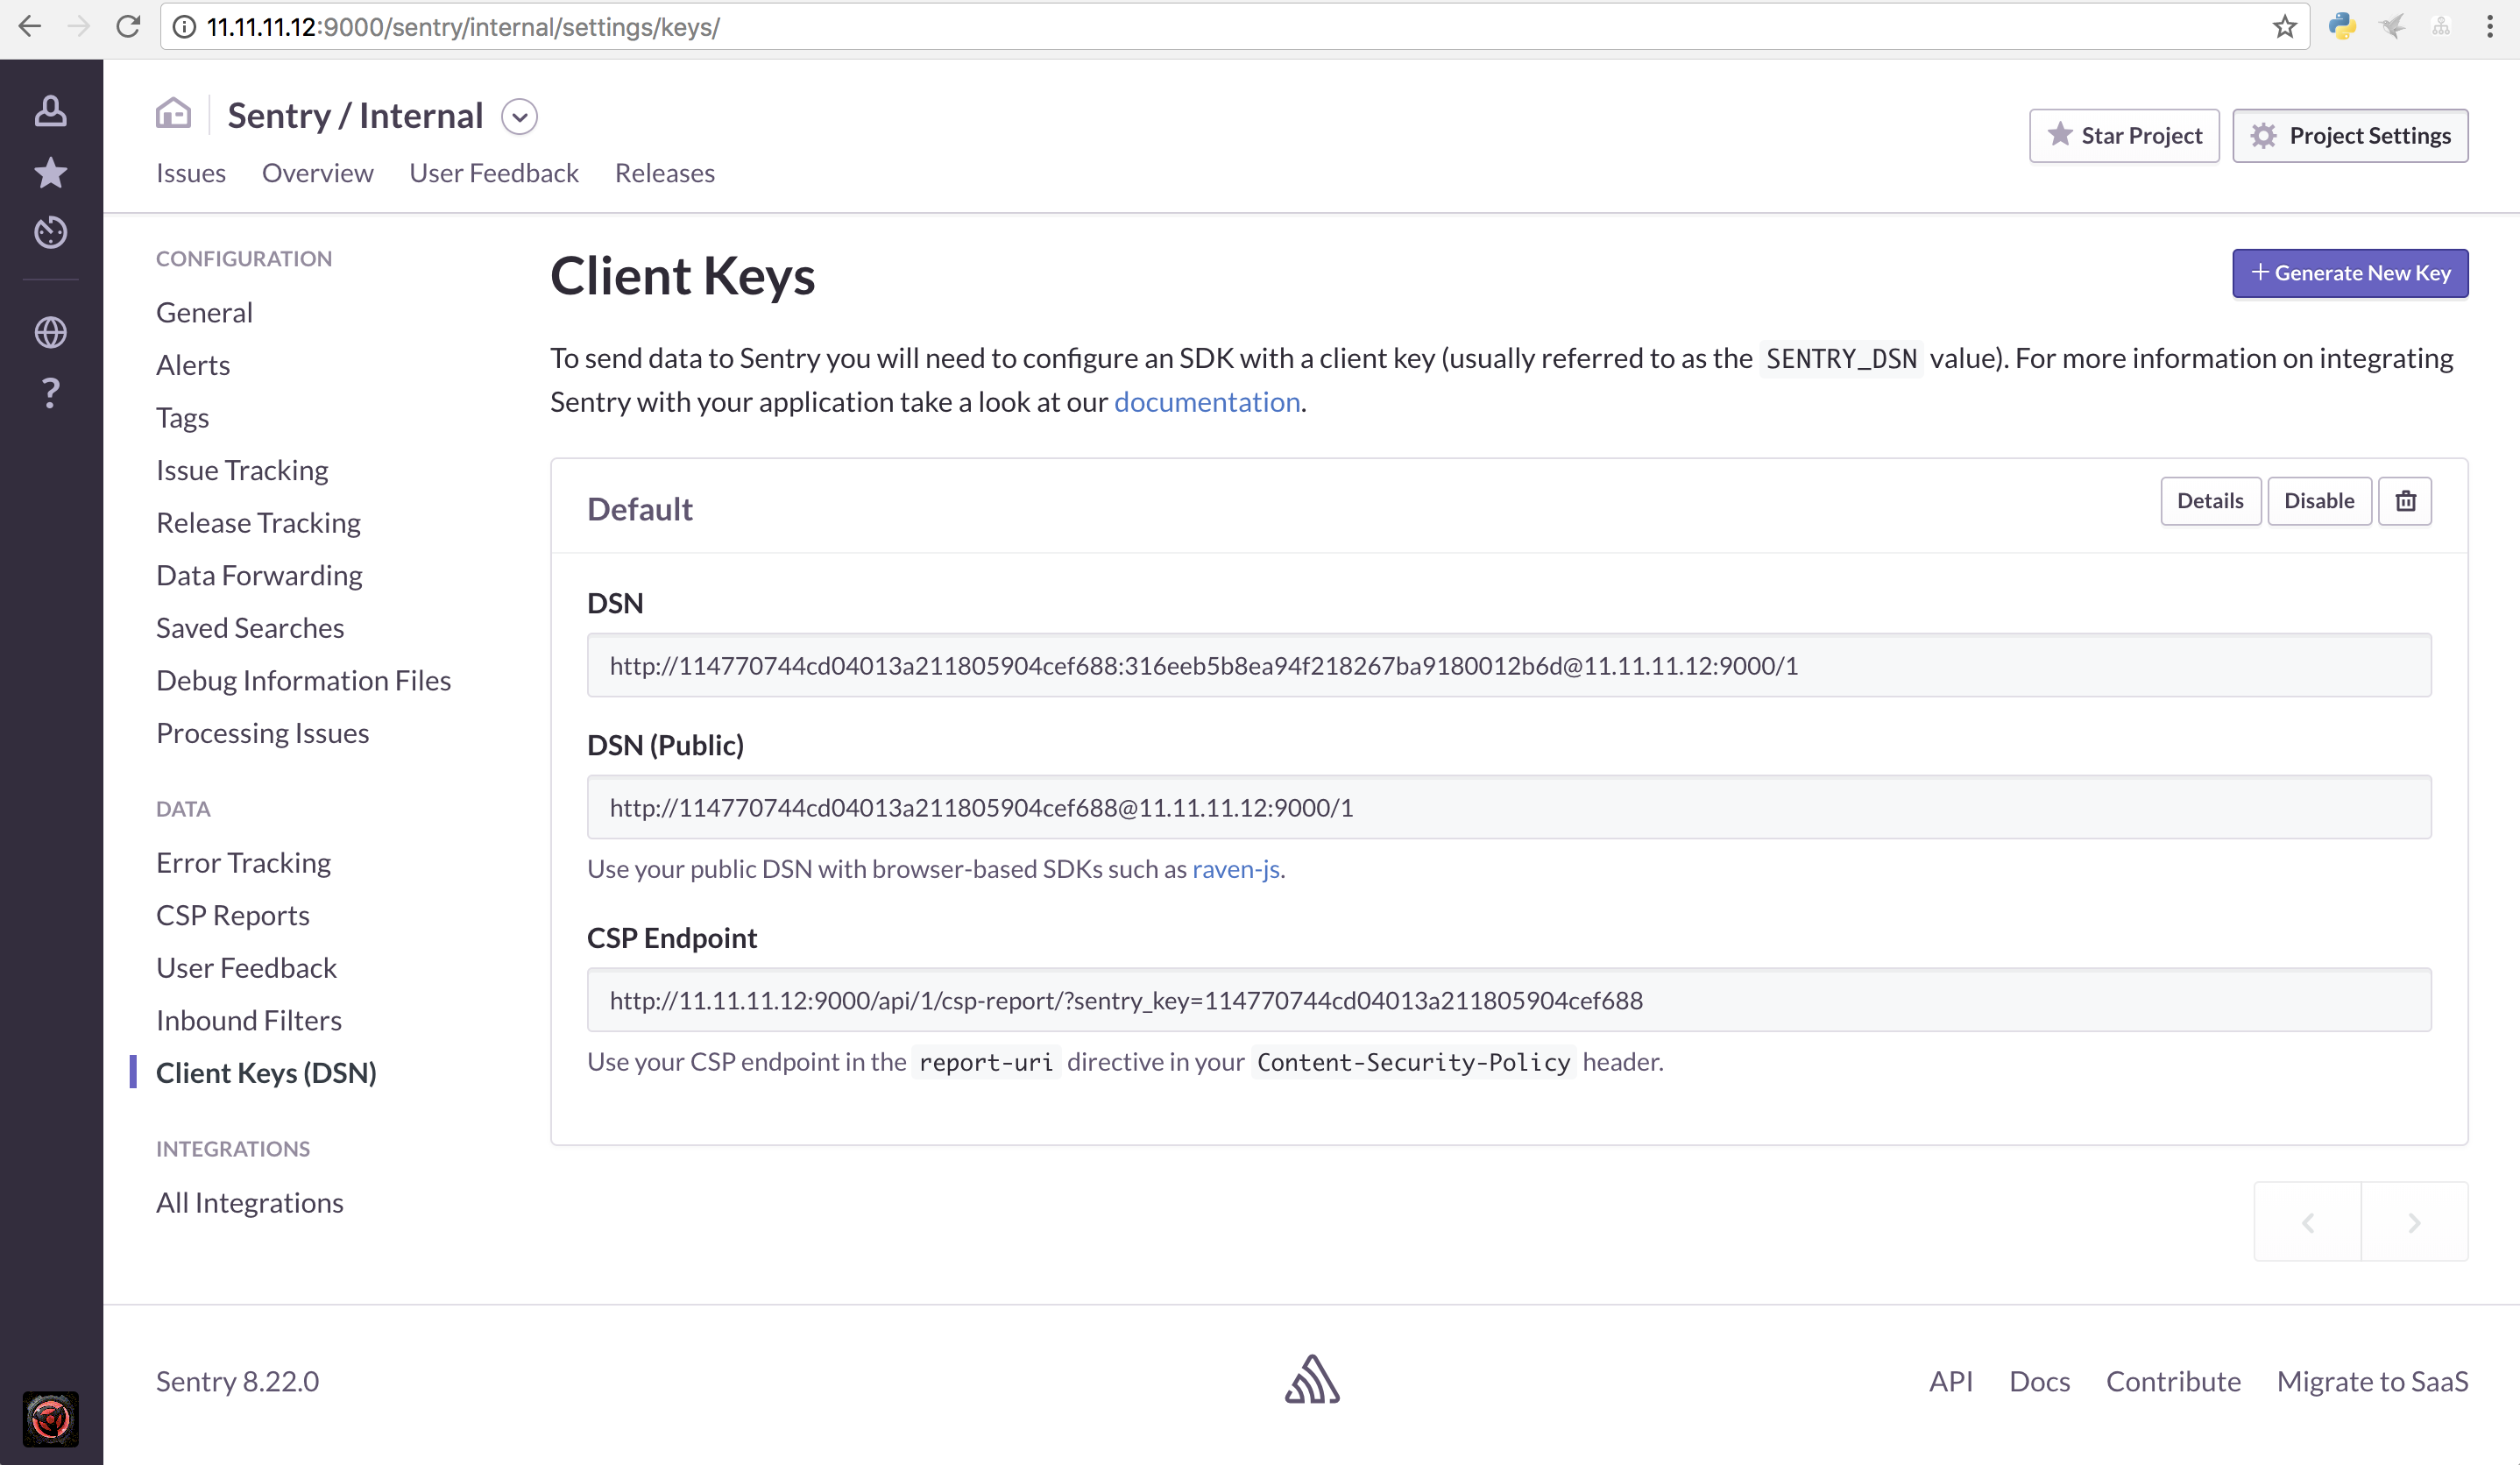 11.11.11.12:9000/sentry/internal/settings/keys/
Sentry / Internal
Issues Overview User Feedback Releases
Star Project
Project Settings
CONFIGURATION
General
Alerts
Tags
Issue Tracking
Release Tracking
Data Forwarding
Saved Searches
Debug Information Files
Processing Issues
DATA
Error Tracking
CSP Reports
User Feedback
Inbound Filters
Client Keys (DSN)
INTEGRATIONS
All Integrations
Client Keys
+ Generate New Key
To send data to Sentry you will need to configure an SDK with a client key (usually referred to as the SENTRY_DSN value). For more information on integrating
Sentry with your application take a look at our documentation.
Default
Details
Disable
DSN
http://114770744cd04013a211805904cef688:316eeb5b8ea94f218267ba9180012b6d@11.11.11.12:9000/1
DSN (Public)
http://114770744cd04013a211805904cef688@11.11.11.12:9000/1
Use your public DSN with browser-based SDKs such as raven-js.
CSP Endpoint
http://11.11.11.12:9000/api/1/csp-report/?sentry_key=114770744cd04013a211805904cef688
Use your CSP endpoint in the report-uri directive in your Content-Security-Policy header.
Sentry 8.22.0
API Docs Contribute Migrate to SaaS